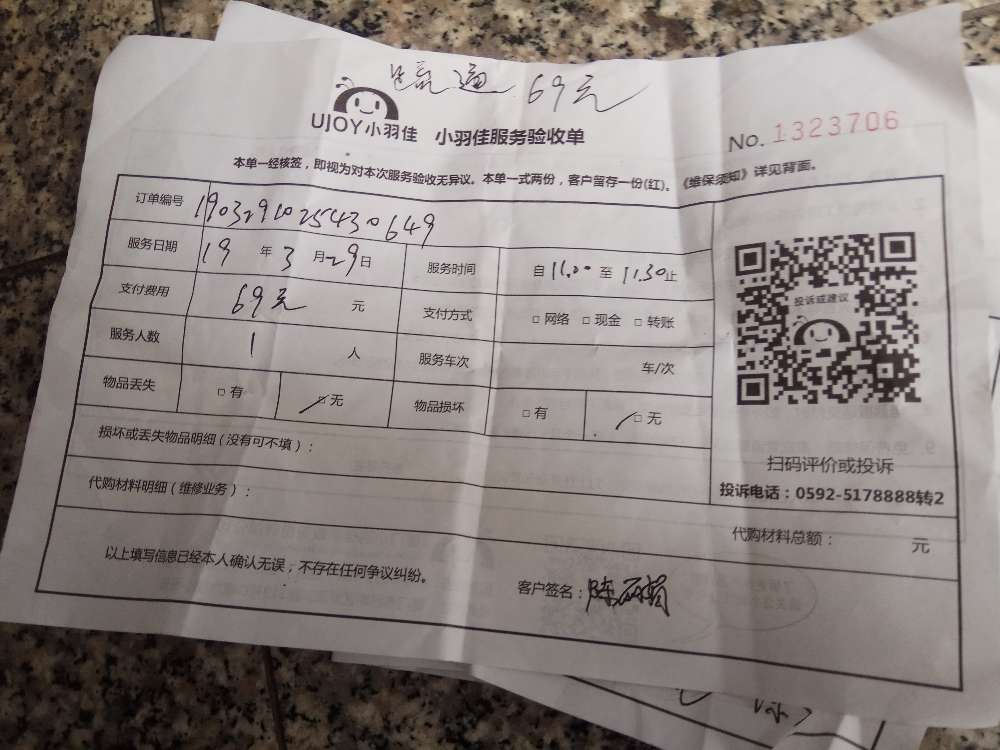 通 69元
UJOY小羽佳 小羽佳服务验收单
No. 1323706
本单一经核签，即视为对本次服务验收无异议。本单一式两份，客户留存一份(红)。《维保须知》详见背面。
订单编号 1903291025430649
服务日期 19 年 3 月 29 日 服务时间 自 11.00 至 11.30 止
支付费用 69元 元 支付方式 □ 网络 □ 现金 □ 转账
服务人数 1 人 服务车次 车/次
物品丢失 □ 有 □ 无 物品损坏 □ 有 □ 无
损坏或丢失物品明细 (没有可不填)：
代购材料明细 (维修业务)：
投诉或建议
扫码评价或投诉
投诉电话：0592-5178888转2
代购材料总额： 元
以上填写信息已经本人确认无误，不存在任何争议纠纷。
客户签名：陈